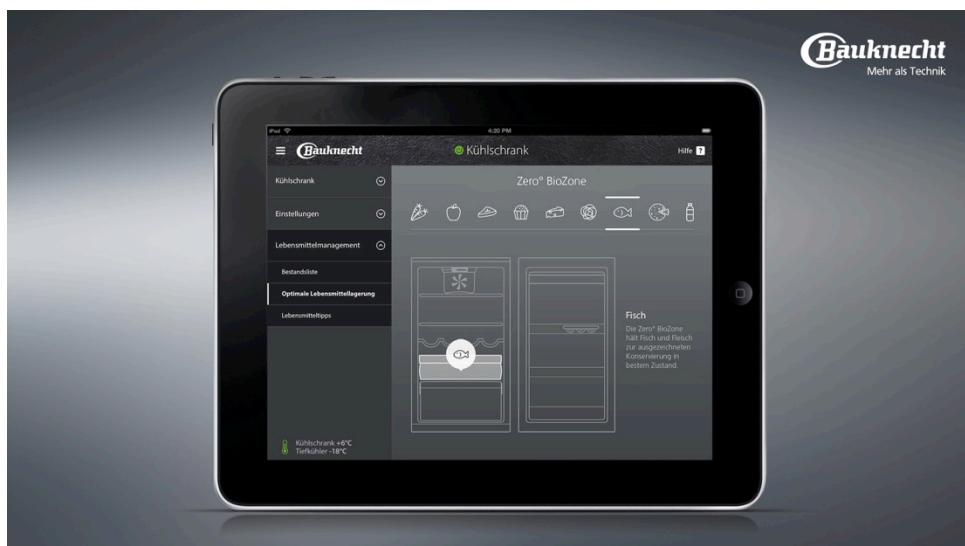 Bauknecht
Mehr als Technik
iPad
4:20 PM
Bauknecht
Kühlschrank
Hilfe ?
Kühlschrank
Zero° BioZone
Einstellungen
Lebensmittelmanagement
Bestandsliste
Optimale Lebensmittellagerung
Lebensmitteltipps
Fisch
Die Zero° BioZone
hält Fisch und Fleisch
zur ausgezeichneten
Konservierung in
bestem Zustand.
Kühlschrank +6°C
Tiefkühler -18°C